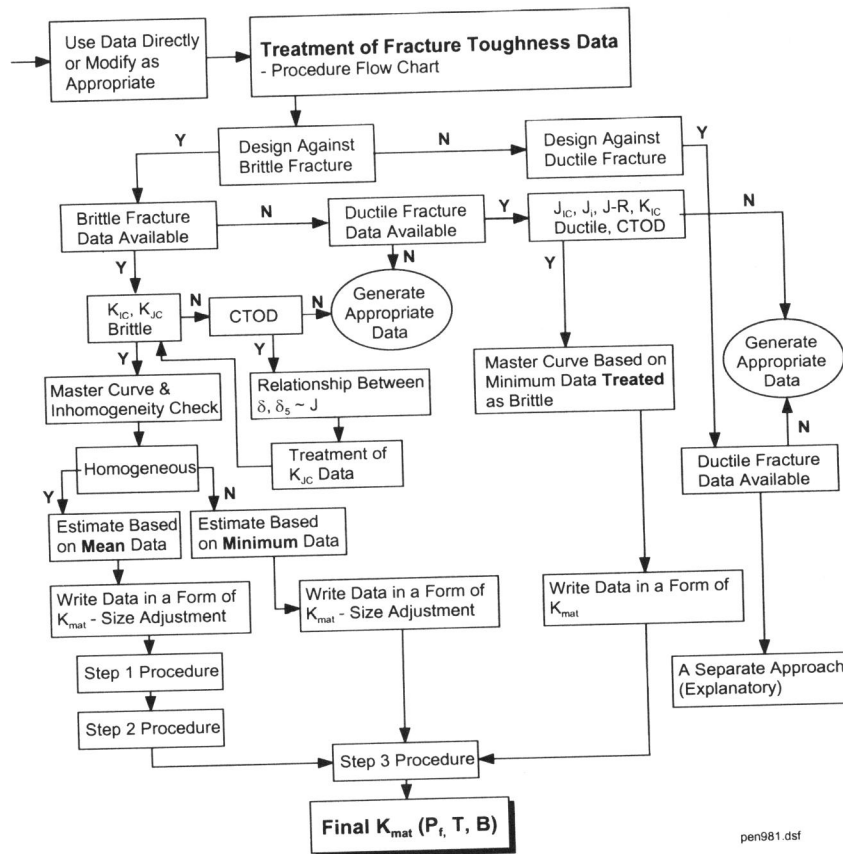 Use Data Directly
or Modify as
Appropriate
Treatment of Fracture Toughness Data
- Procedure Flow Chart
Y
Design Against
Brittle Fracture
N
Design Against
Ductile Fracture
Y
Brittle Fracture
Data Available
N
Ductile Fracture
Data Available
Y
J_IC, J_i, J-R, K_IC
Ductile, CTOD
N
Y
N
Y
K_IC, K_JC
Brittle
N
CTOD
N
Generate
Appropriate
Data
Generate
Appropriate
Data
Y
Y
Master Curve &
Inhomogeneity Check
Relationship Between
δ, δ_5 ~ J
Master Curve Based on
Minimum Data Treated
as Brittle
N
Homogeneous
Treatment of
K_JC Data
Ductile Fracture
Data Available
Y
N
Estimate Based
on Mean Data
Estimate Based
on Minimum Data
Write Data in a Form of
K_mat - Size Adjustment
Write Data in a Form of
K_mat - Size Adjustment
Write Data in a Form of
K_mat
Step 1 Procedure
A Separate Approach
(Explanatory)
Step 2 Procedure
Step 3 Procedure
Final K_mat (P_f, T, B)
pen981.dsf